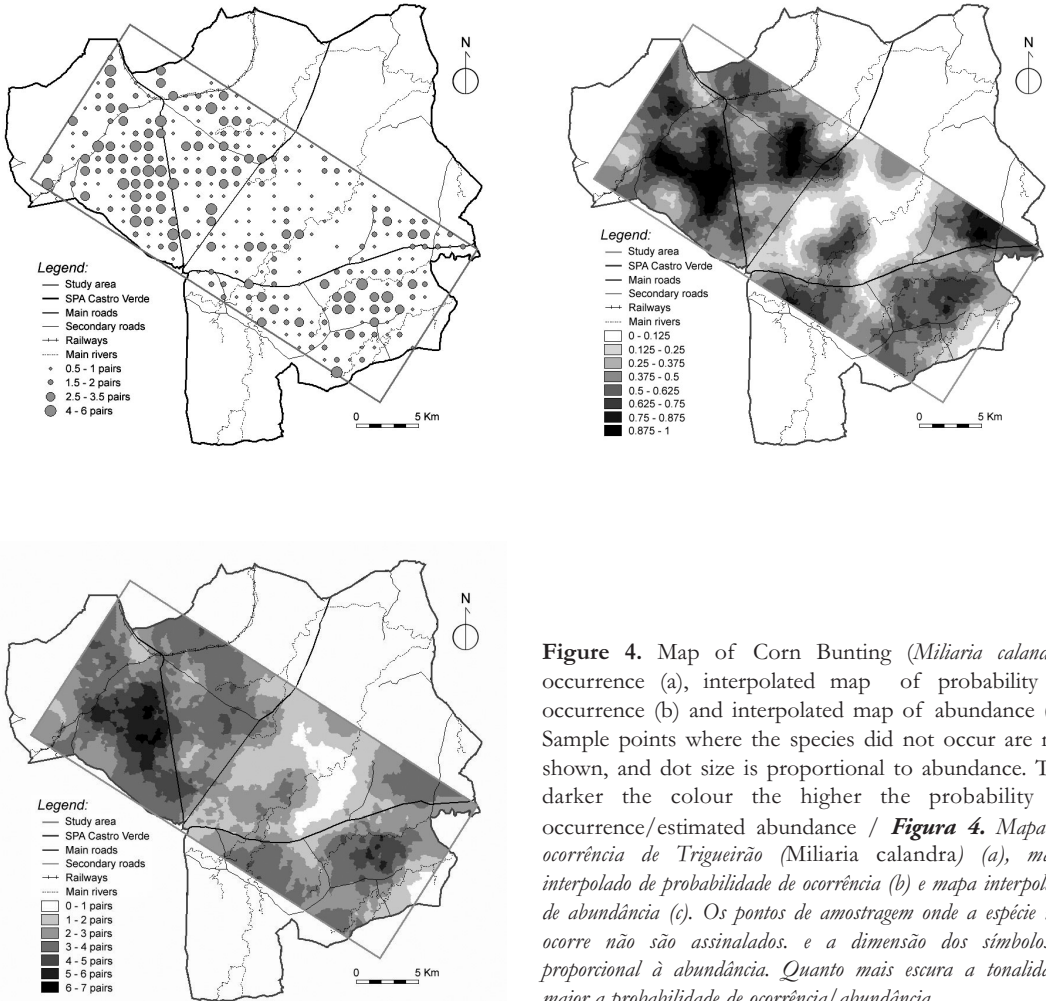 N
Legend:
Study area
SPA Castro Verde
Main roads
Secondary roads
Railways
Main rivers
0.5 - 1 pairs
1.5 - 2 pairs
2.5 - 3.5 pairs
4 - 6 pairs
0 5 Km
N
Legend:
Study area
SPA Castro Verde
Main roads
Secondary roads
Railways
Main rivers
0 - 0.125
0.125 - 0.25
0.25 - 0.375
0.375 - 0.5
0.5 - 0.625
0.625 - 0.75
0.75 - 0.875
0.875 - 1
0 5 Km
N
Legend:
Study area
SPA Castro Verde
Main roads
Secondary roads
Railways
Main rivers
0 - 1 pairs
1 - 2 pairs
2 - 3 pairs
3 - 4 pairs
4 - 5 pairs
5 - 6 pairs
6 - 7 pairs
0 5 Km
Figure 4. Map of Corn Bunting (Miliaria
occurrence (a), interpolated map of probability
occurrence (b) and interpolated map of abundance
Sample points where the species did not occur are
shown, and dot size is proportional to abundance.
darker the colour the higher the probability
occurrence/estimated abundance / Figura 4. Mapa
ocorrência de Trigueirão (Miliaria calandra) (a),
interpolado de probabilidade de ocorrência (b) e mapa
de abundância (c). Os pontos de amostragem onde a espécie
ocorre não são assinalados. e a dimensão dos símbolos
proporcional à abundância. Quanto mais escura a
maior a probabilidade de ocorrência/abundância